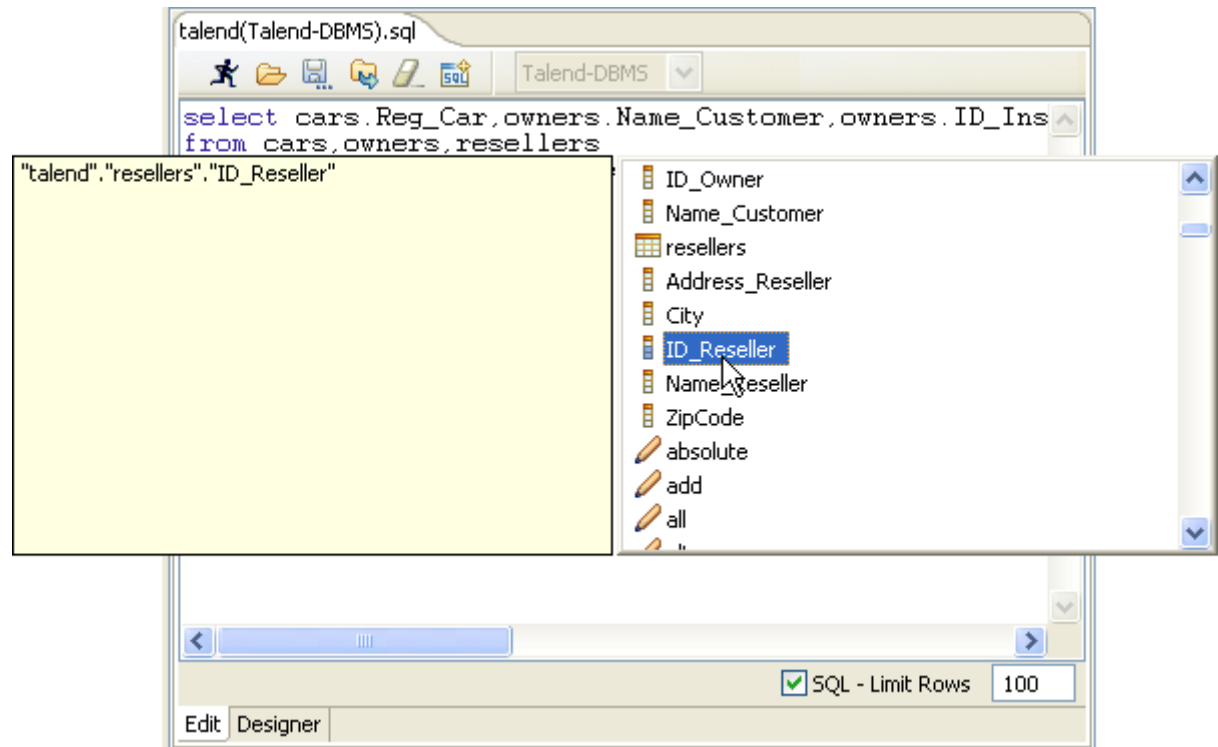 talend(Talend-DBMS).sql
SQL
Talend-DBMS
select cars.Reg_Car,owners.Name_Customer,owners.ID_Ins
from cars,owners,resellers
"talend"."resellers"."ID_Reseller"
ID_Owner
Name_Customer
resellers
Address_Reseller
City
ID_Reseller
Name_Reseller
ZipCode
absolute
add
all
SQL - Limit Rows 100
Edit Designer